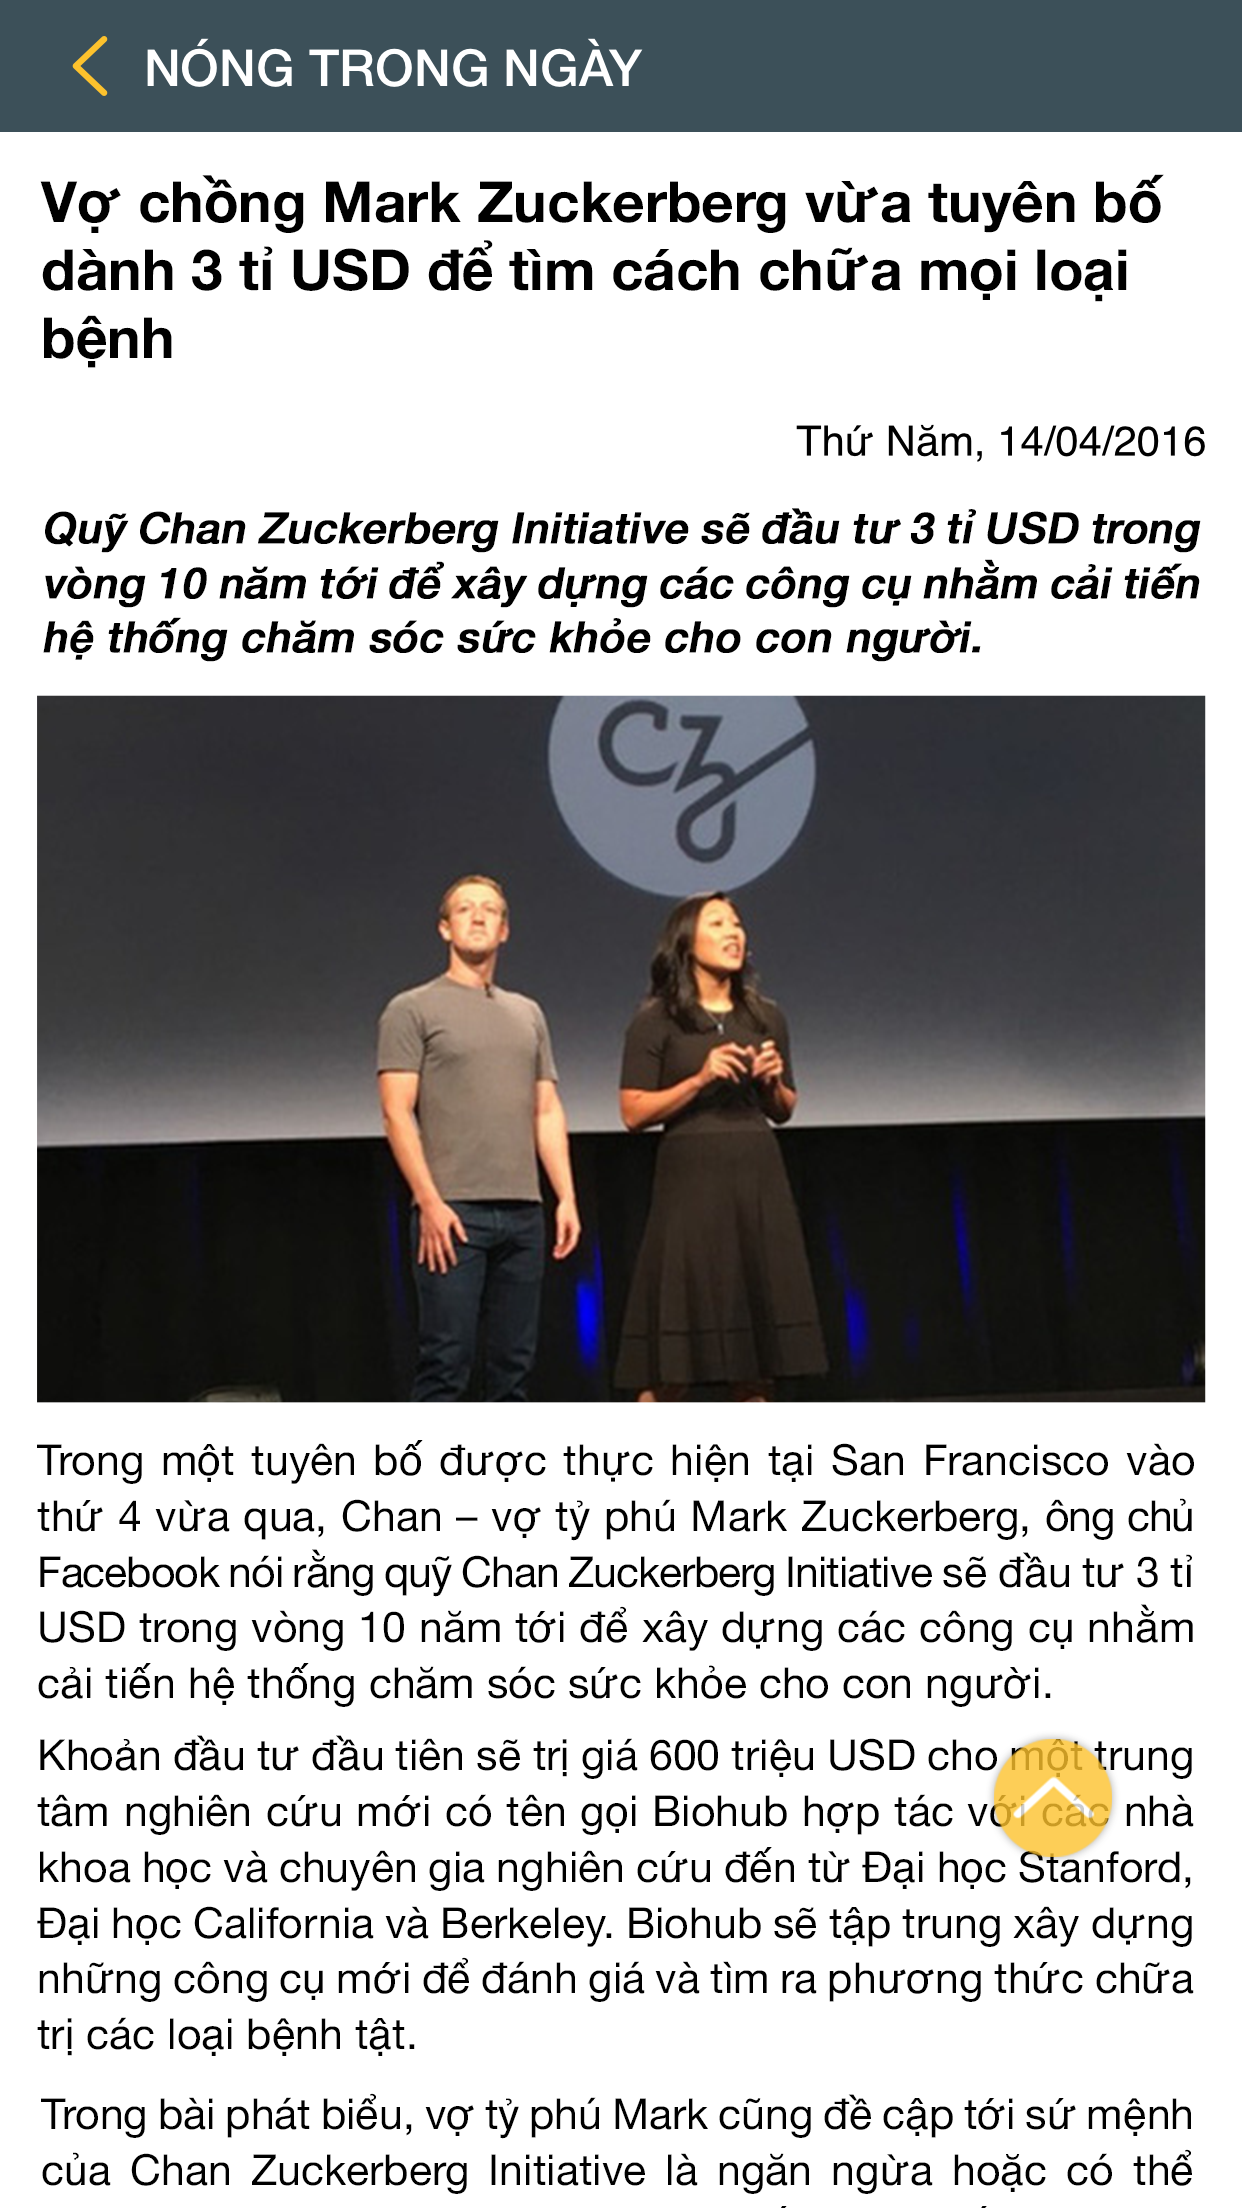 NÓNG TRONG NGÀY
Vợ chồng Mark Zuckerberg vừa tuyên bố
dành 3 tỉ USD để tìm cách chữa mọi loại
bệnh
Thứ Năm, 14/04/2016
Quỹ Chan Zuckerberg Initiative sẽ đầu tư 3 tỉ USD trong
vòng 10 năm tới để xây dựng các công cụ nhằm cải tiến
hệ thống chăm sóc sức khỏe cho con người.
cz
Trong một tuyên bố được thực hiện tại San Francisco vào
thứ 4 vừa qua, Chan – vợ tỷ phú Mark Zuckerberg, ông chủ
Facebook nói rằng quỹ Chan Zuckerberg Initiative sẽ đầu tư 3 tỉ
USD trong vòng 10 năm tới để xây dựng các công cụ nhằm
cải tiến hệ thống chăm sóc sức khỏe cho con người.
Khoản đầu tư đầu tiên sẽ trị giá 600 triệu USD cho một trung
tâm nghiên cứu mới có tên gọi Biohub hợp tác với các nhà
khoa học và chuyên gia nghiên cứu đến từ Đại học Stanford,
Đại học California và Berkeley. Biohub sẽ tập trung xây dựng
những công cụ mới để đánh giá và tìm ra phương thức chữa
trị các loại bệnh tật.
Trong bài phát biểu, vợ tỷ phú Mark cũng đề cập tới sứ mệnh
của Chan Zuckerberg Initiative là ngăn ngừa hoặc có thể